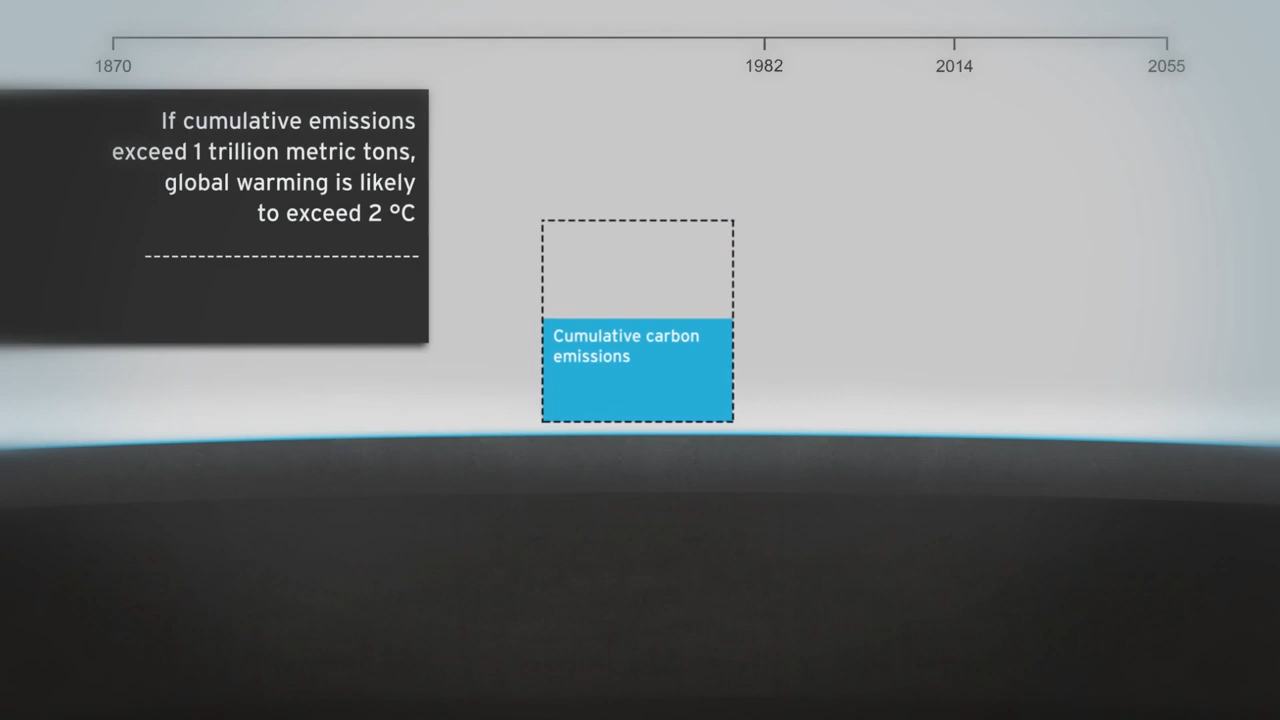 1870 1982 2014 2055
If cumulative emissions
exceed 1 trillion metric tons,
global warming is likely
to exceed 2 °C
Cumulative carbon
emissions